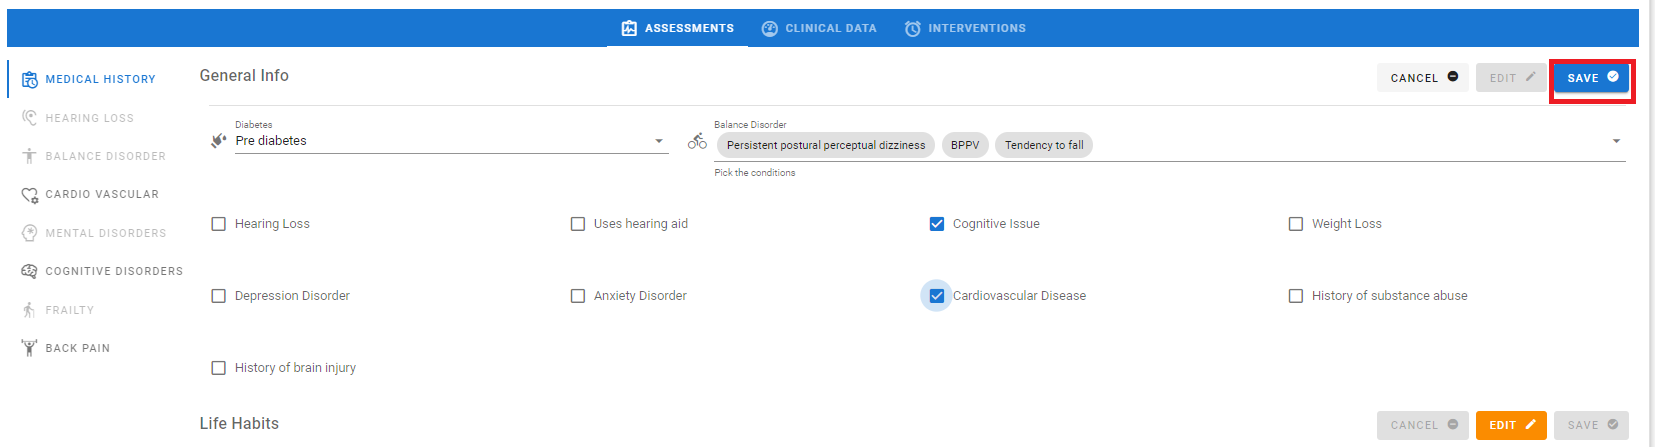 ASSESSMENTS CLINICAL DATA INTERVENTIONS
MEDICAL HISTORY
HEARING LOSS
BALANCE DISORDER
CARDIO VASCULAR
MENTAL DISORDERS
COGNITIVE DISORDERS
FRAILTY
BACK PAIN
General Info
CANCEL EDIT SAVE
Diabetes
Pre diabetes
Balance Disorder
Persistent postural perceptual dizziness BPPV Tendency to fall
Pick the conditions
Hearing Loss Uses hearing aid Cognitive Issue Weight Loss
Depression Disorder Anxiety Disorder Cardiovascular Disease History of substance abuse
History of brain injury
Life Habits
CANCEL EDIT SAVE